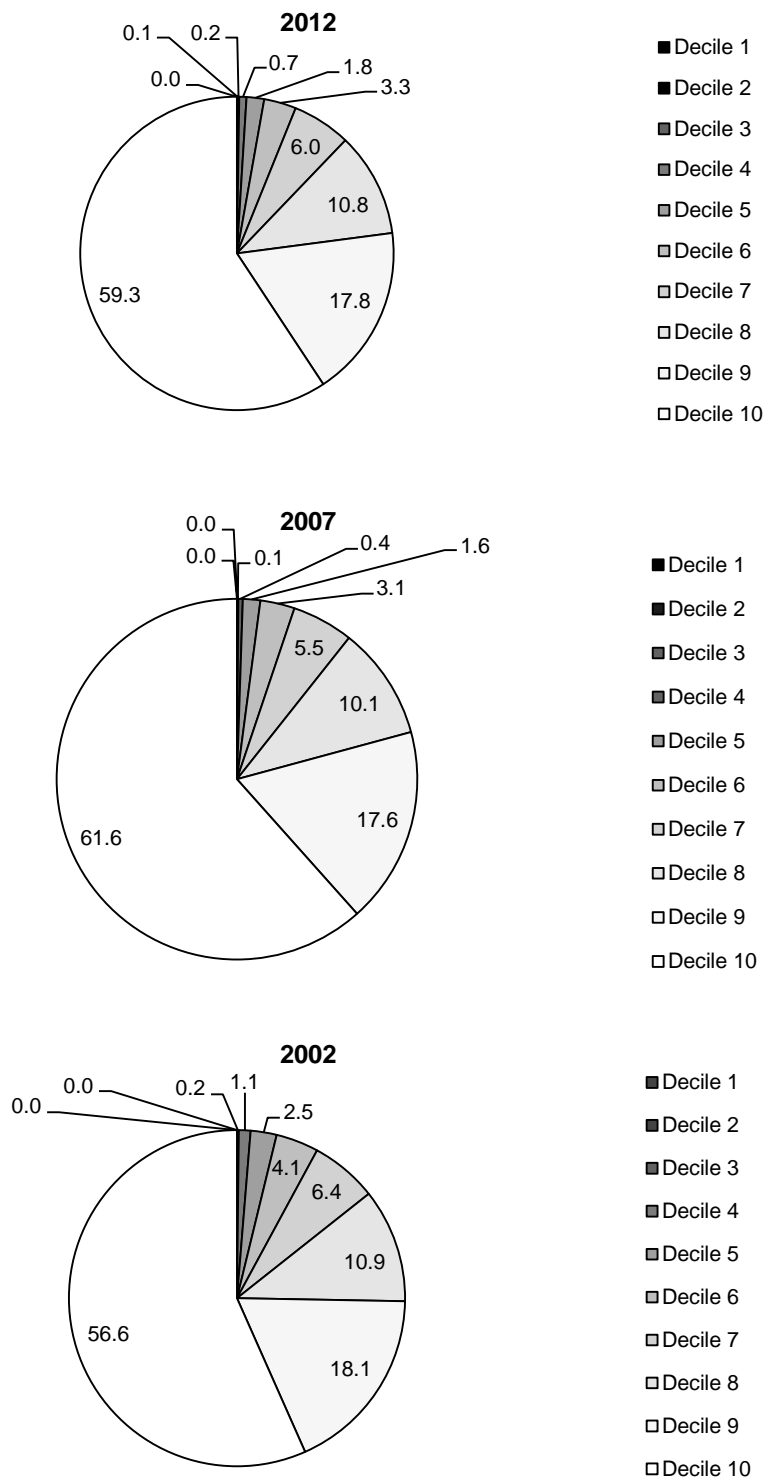 2012
0.1
0.2
0.7
1.8
3.3
0.0
6.0
10.8
17.8
59.3
Decile 1
Decile 2
Decile 3
Decile 4
Decile 5
Decile 6
Decile 7
Decile 8
Decile 9
Decile 10
2007
0.0
0.0
0.1
0.4
1.6
3.1
5.5
10.1
17.6
61.6
Decile 1
Decile 2
Decile 3
Decile 4
Decile 5
Decile 6
Decile 7
Decile 8
Decile 9
Decile 10
2002
0.0
0.0
0.2
1.1
2.5
4.1
6.4
10.9
18.1
56.6
Decile 1
Decile 2
Decile 3
Decile 4
Decile 5
Decile 6
Decile 7
Decile 8
Decile 9
Decile 10